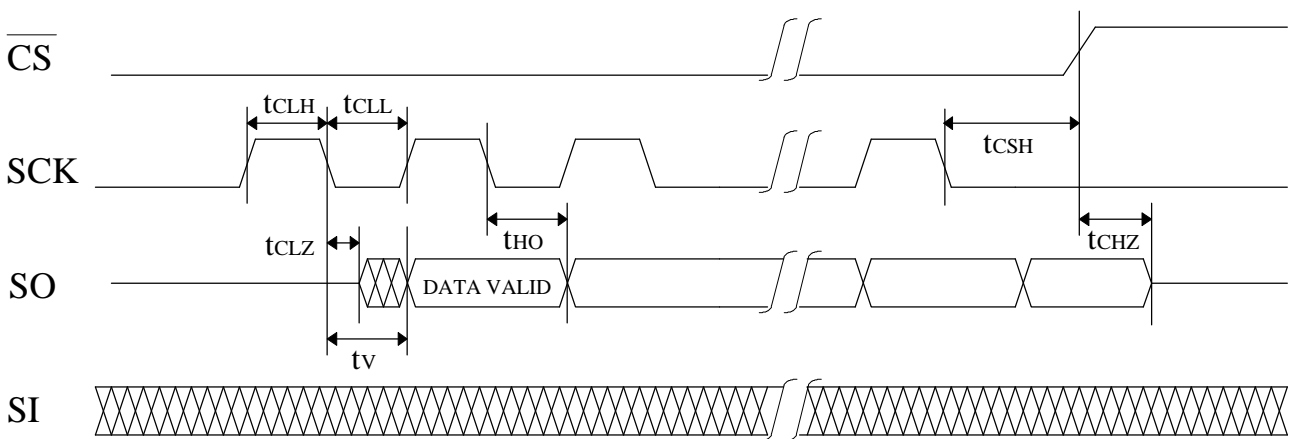 CS
tCLH tCLL
SCK
tCSH
tCLZ
tHO
tCHZ
SO
DATA VALID
tV
SI